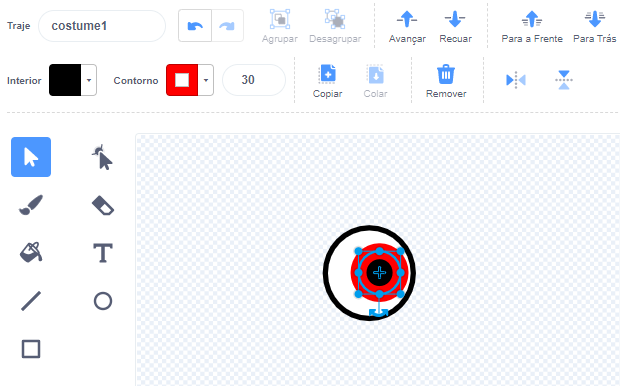 Traje costume1 Agrupar Desagrupar Avançar Recuar Para a Frente Para Trás
Interior Contorno 30 Copiar Colar Remover
T